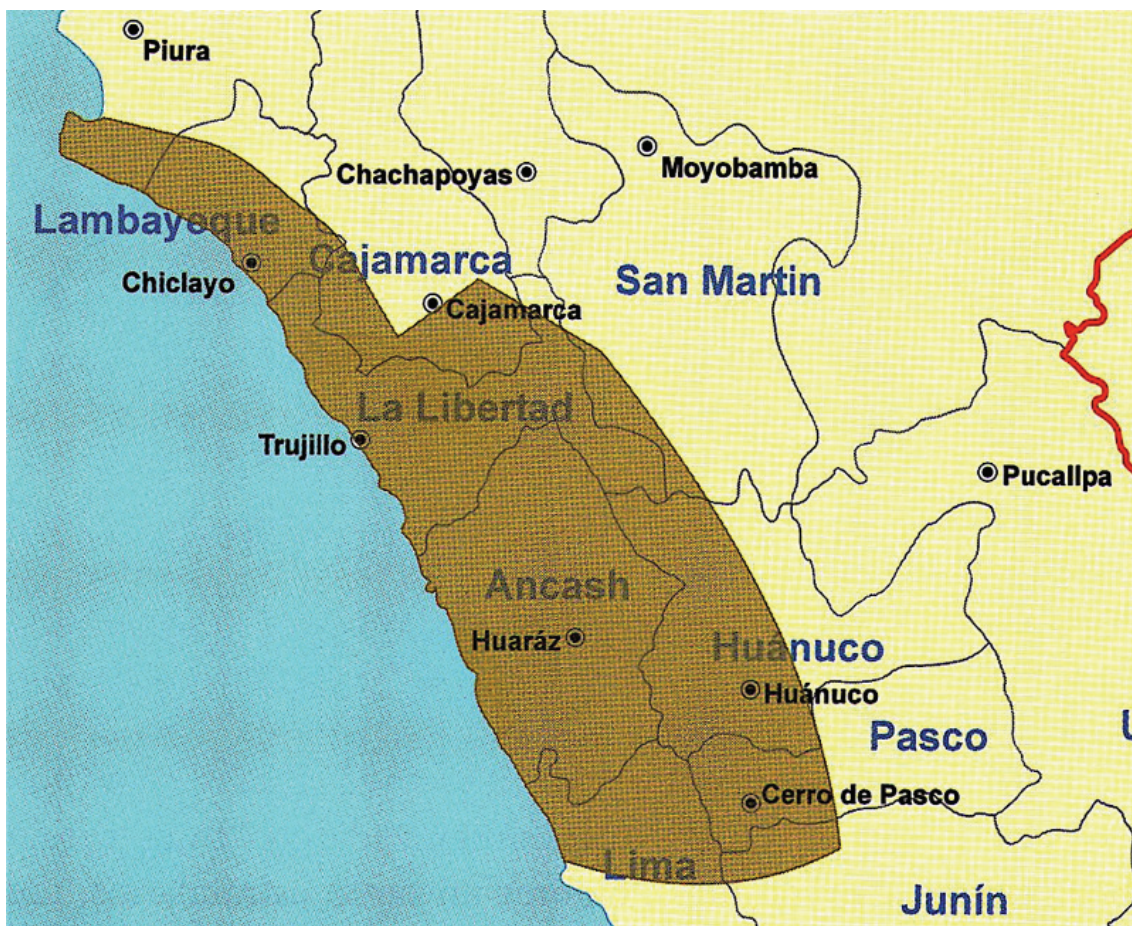 Piura
Chachapoyas
Moyobamba
Lambayeque
Cajamarca
San Martin
Chiclayo
Cajamarca
La Libertad
Trujillo
Pucallpa
Ancash
Huaráz
Huánuco
Huánuco
Pasco
U
Cerro de Pasco
Lima
Junín